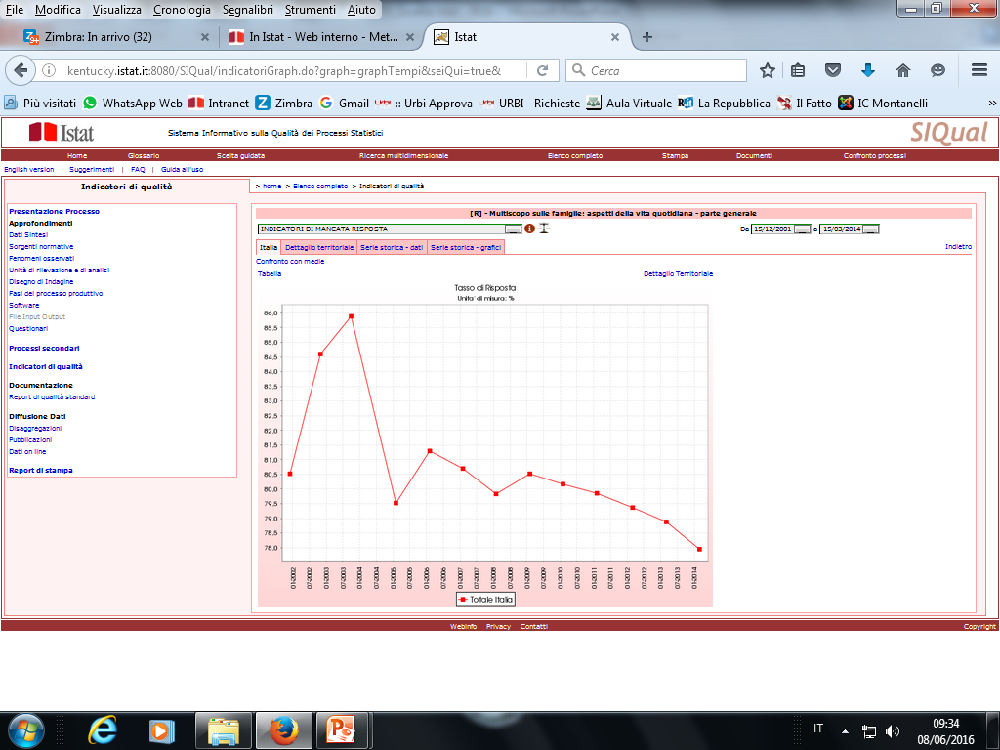 File Modifica Visualizza Cronologia Segnalibri Strumenti Aiuto
Zimbra: In arrivo (32)
In Istat - Web interno - Met...
Istat
kentucky.istat.it:8080/SIQual/indicatoriGraph.do?graph=graphTempi&seiQui=true&
Cerca
Più visitati WhatsApp Web Intranet Zimbra Gmail Urbi :: Urbi Approva Urbi URBI - Richieste Aula Virtuale La Repubblica Il Fatto IC Montanelli »
Istat
Sistema Informativo sulla Qualità dei Processi Statistici
SIQual
Home Glossario Scelta guidata Ricerca multidimensionale Elenco completo Stampa Documenti Confronto processi
English version | Suggerimenti | FAQ | Guida all'uso
Indicatori di qualità
> home > Elenco completo > Indicatori di qualità
Presentazione Processo
Approfondimenti
Dati Sintesi
Sorgenti normative
Fenomeni osservati
Unità di rilevazione e di analisi
Disegno di Indagine
Fasi del processo produttivo
Software
File Input Output
Questionari
Processi secondari
Indicatori di qualità
Documentazione
Report di qualità standard
Diffusione Dati
Disaggregazioni
Pubblicazioni
Dati on line
Report di stampa
[R] - Multiscopo sulle famiglie: aspetti della vita quotidiana - parte generale
INDICATORI DI MANCATA RISPOSTA
Da 15/12/2001 a 15/03/2014
Italia Dettaglio territoriale Serie storica - dati Serie storica - grafici
Indietro
Confronto con medie
Tabella
Dettaglio Territoriale
Tasso di Risposta
Unita' di misura: %
86,0
85,5
85,0
84,5
84,0
83,5
83,0
82,5
82,0
81,5
81,0
80,5
80,0
79,5
79,0
78,5
78,0
01-2002 07-2002 01-2003 07-2003 01-2004 07-2004 01-2005 07-2005 01-2006 07-2006 01-2007 07-2007 01-2008 07-2008 01-2009 07-2009 01-2010 07-2010 01-2011 07-2011 01-2012 07-2012 01-2013 07-2013 01-2014
Totale Italia
WebInfo Privacy Contatti
Copyright
IT
09:34
08/06/2016